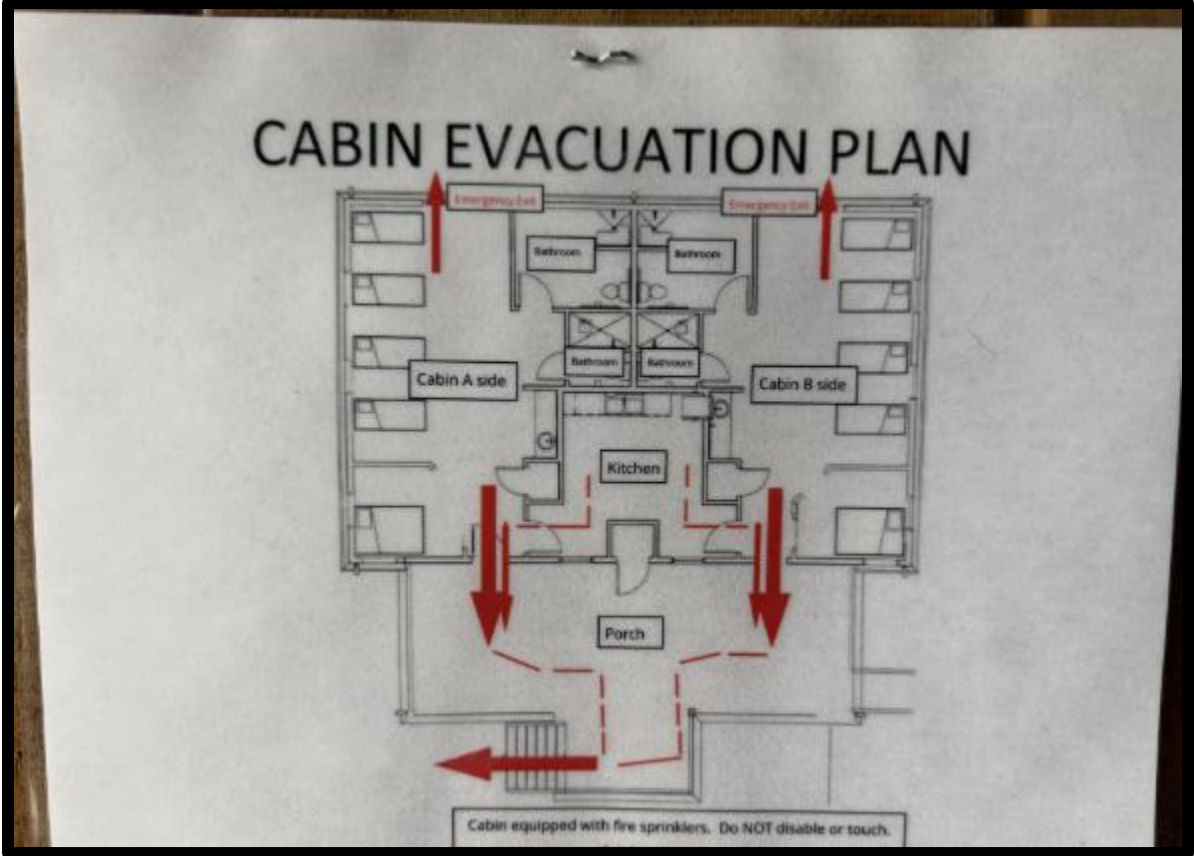 CABIN EVACUATION PLAN
Emergency Exit
Emergency Exit
Bathroom
Bathroom
Bathroom
Bathroom
Cabin A side
Cabin B side
Kitchen
Porch
Cabin equipped with fire sprinklers. Do NOT disable or touch.